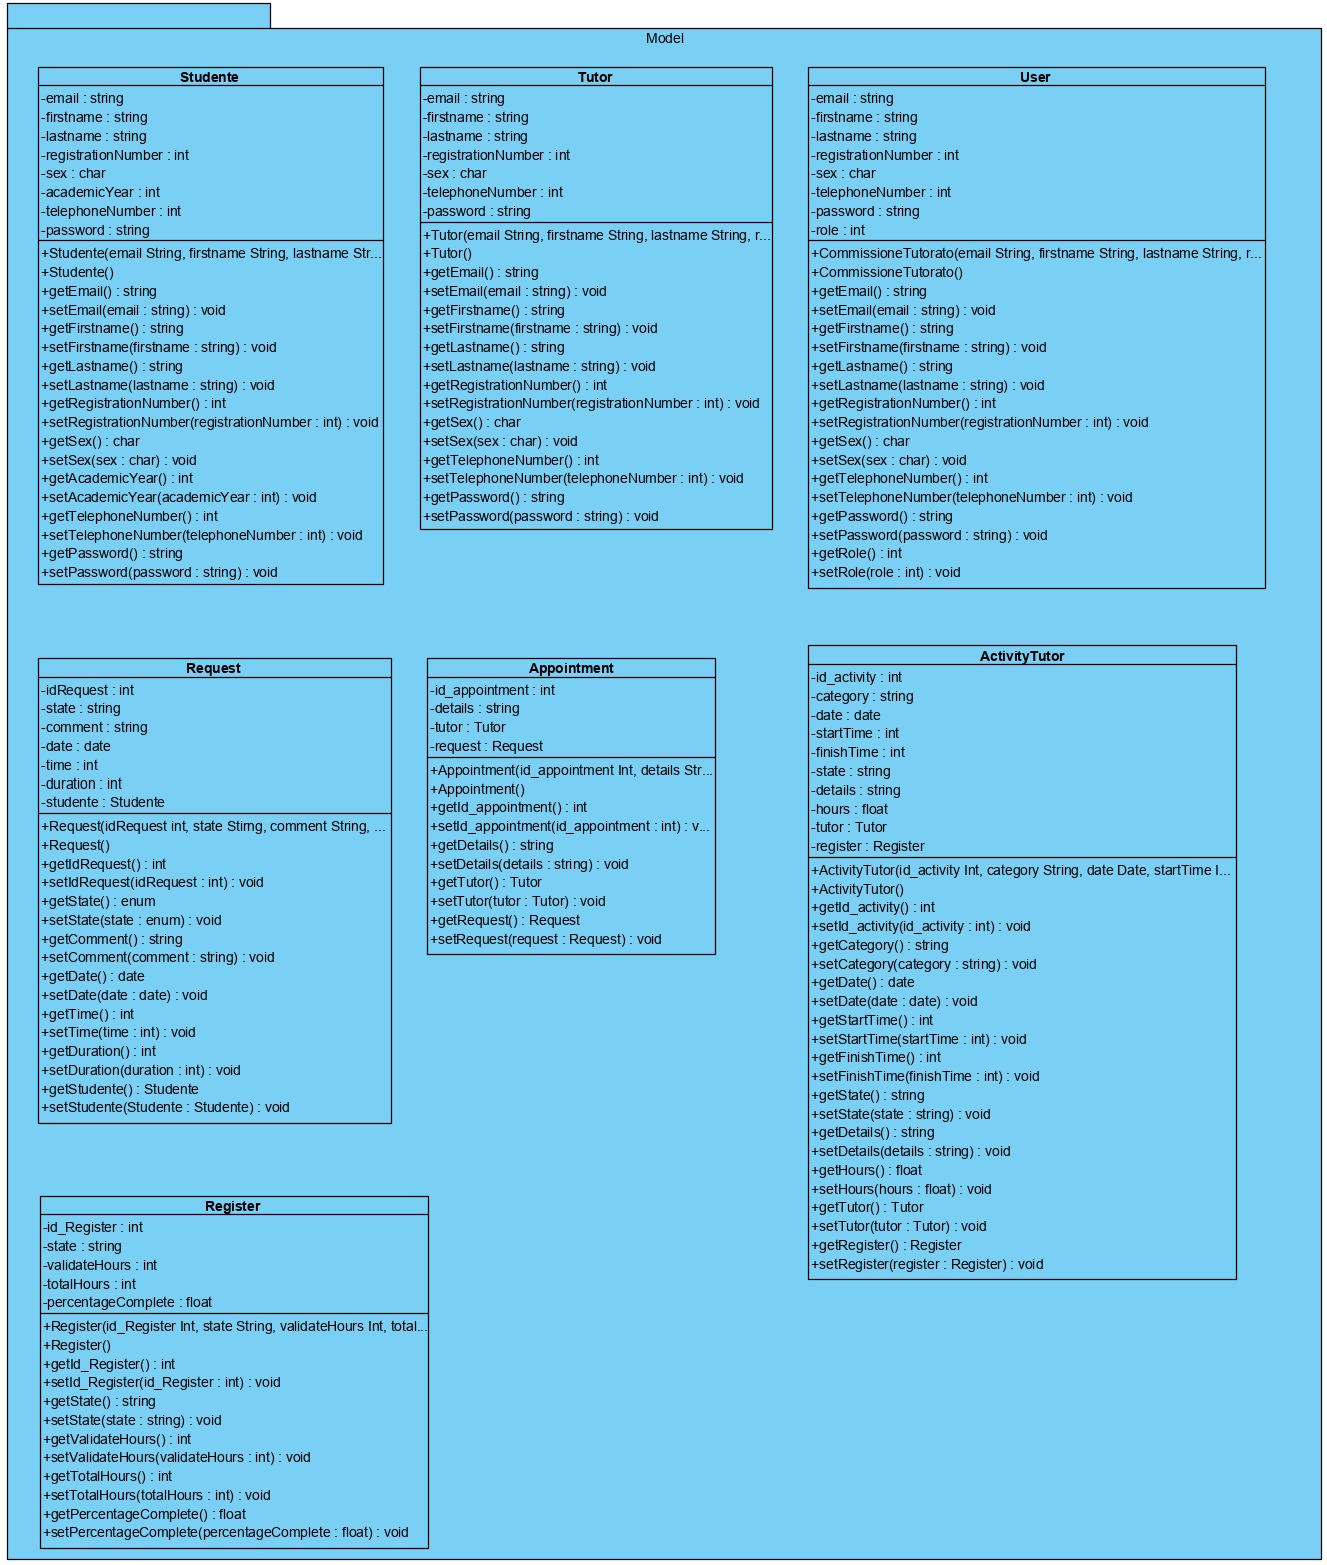 Model
Studente
-email : string
-firstname : string
-lastname : string
-registrationNumber : int
-sex : char
-academicYear : int
-telephoneNumber : int
-password : string
+Studente(email String, firstname String, lastname Str...
+Studente()
+getEmail() : string
+setEmail(email : string) : void
+getFirstname() : string
+setFirstname(firstname : string) : void
+getLastname() : string
+setLastname(lastname : string) : void
+getRegistrationNumber() : int
+setRegistrationNumber(registrationNumber : int) : void
+getSex() : char
+setSex(sex : char) : void
+getAcademicYear() : int
+setAcademicYear(academicYear : int) : void
+getTelephoneNumber() : int
+setTelephoneNumber(telephoneNumber : int) : void
+getPassword() : string
+setPassword(password : string) : void
Tutor
-email : string
-firstname : string
-lastname : string
-registrationNumber : int
-sex : char
-telephoneNumber : int
-password : string
+Tutor(email String, firstname String, lastname String, r...
+Tutor()
+getEmail() : string
+setEmail(email : string) : void
+getFirstname() : string
+setFirstname(firstname : string) : void
+getLastname() : string
+setLastname(lastname : string) : void
+getRegistrationNumber() : int
+setRegistrationNumber(registrationNumber : int) : void
+getSex() : char
+setSex(sex : char) : void
+getTelephoneNumber() : int
+setTelephoneNumber(telephoneNumber : int) : void
+getPassword() : string
+setPassword(password : string) : void
User
-email : string
-firstname : string
-lastname : string
-registrationNumber : int
-sex : char
-telephoneNumber : int
-password : string
-role : int
+CommissioneTutorato(email String, firstname String, lastname String, r...
+CommissioneTutorato()
+getEmail() : string
+setEmail(email : string) : void
+getFirstname() : string
+setFirstname(firstname : string) : void
+getLastname() : string
+setLastname(lastname : string) : void
+getRegistrationNumber() : int
+setRegistrationNumber(registrationNumber : int) : void
+getSex() : char
+setSex(sex : char) : void
+getTelephoneNumber() : int
+setTelephoneNumber(telephoneNumber : int) : void
+getPassword() : string
+setPassword(password : string) : void
+getRole() : int
+setRole(role : int) : void
Request
-idRequest : int
-state : string
-comment : string
-date : date
-time : int
-duration : int
-studente : Studente
+Request(idRequest int, state Stirng, comment String, ...
+Request()
+getIdRequest() : int
+setIdRequest(idRequest : int) : void
+getState() : enum
+setState(state : enum) : void
+getComment() : string
+setComment(comment : string) : void
+getDate() : date
+setDate(date : date) : void
+getTime() : int
+setTime(time : int) : void
+getDuration() : int
+setDuration(duration : int) : void
+getStudente() : Studente
+setStudente(Studente : Studente) : void
Appointment
-id_appointment : int
-details : string
-tutor : Tutor
-request : Request
+Appointment(id_appointment Int, details Str...
+Appointment()
+getId_appointment() : int
+setId_appointment(id_appointment : int) : v...
+getDetails() : string
+setDetails(details : string) : void
+getTutor() : Tutor
+setTutor(tutor : Tutor) : void
+getRequest() : Request
+setRequest(request : Request) : void
ActivityTutor
-id_activity : int
-category : string
-date : date
-startTime : int
-finishTime : int
-state : string
-details : string
-hours : float
-tutor : Tutor
-register : Register
+ActivityTutor(id_activity Int, category String, date Date, startTime I...
+ActivityTutor()
+getId_activity() : int
+setId_activity(id_activity : int) : void
+getCategory() : string
+setCategory(category : string) : void
+getDate() : date
+setDate(date : date) : void
+getStartTime() : int
+setStartTime(startTime : int) : void
+getFinishTime() : int
+setFinishTime(finishTime : int) : void
+getState() : string
+setState(state : string) : void
+getDetails() : string
+setDetails(details : string) : void
+getHours() : float
+setHours(hours : float) : void
+getTutor() : Tutor
+setTutor(tutor : Tutor) : void
+getRegister() : Register
+setRegister(register : Register) : void
Register
-id_Register : int
-state : string
-validateHours : int
-totalHours : int
-percentageComplete : float
+Register(id_Register Int, state String, validateHours Int, total...
+Register()
+getId_Register() : int
+setId_Register(id_Register : int) : void
+getState() : string
+setState(state : string) : void
+getValidateHours() : int
+setValidateHours(validateHours : int) : void
+getTotalHours() : int
+setTotalHours(totalHours : int) : void
+getPercentageComplete() : float
+setPercentageComplete(percentageComplete : float) : void